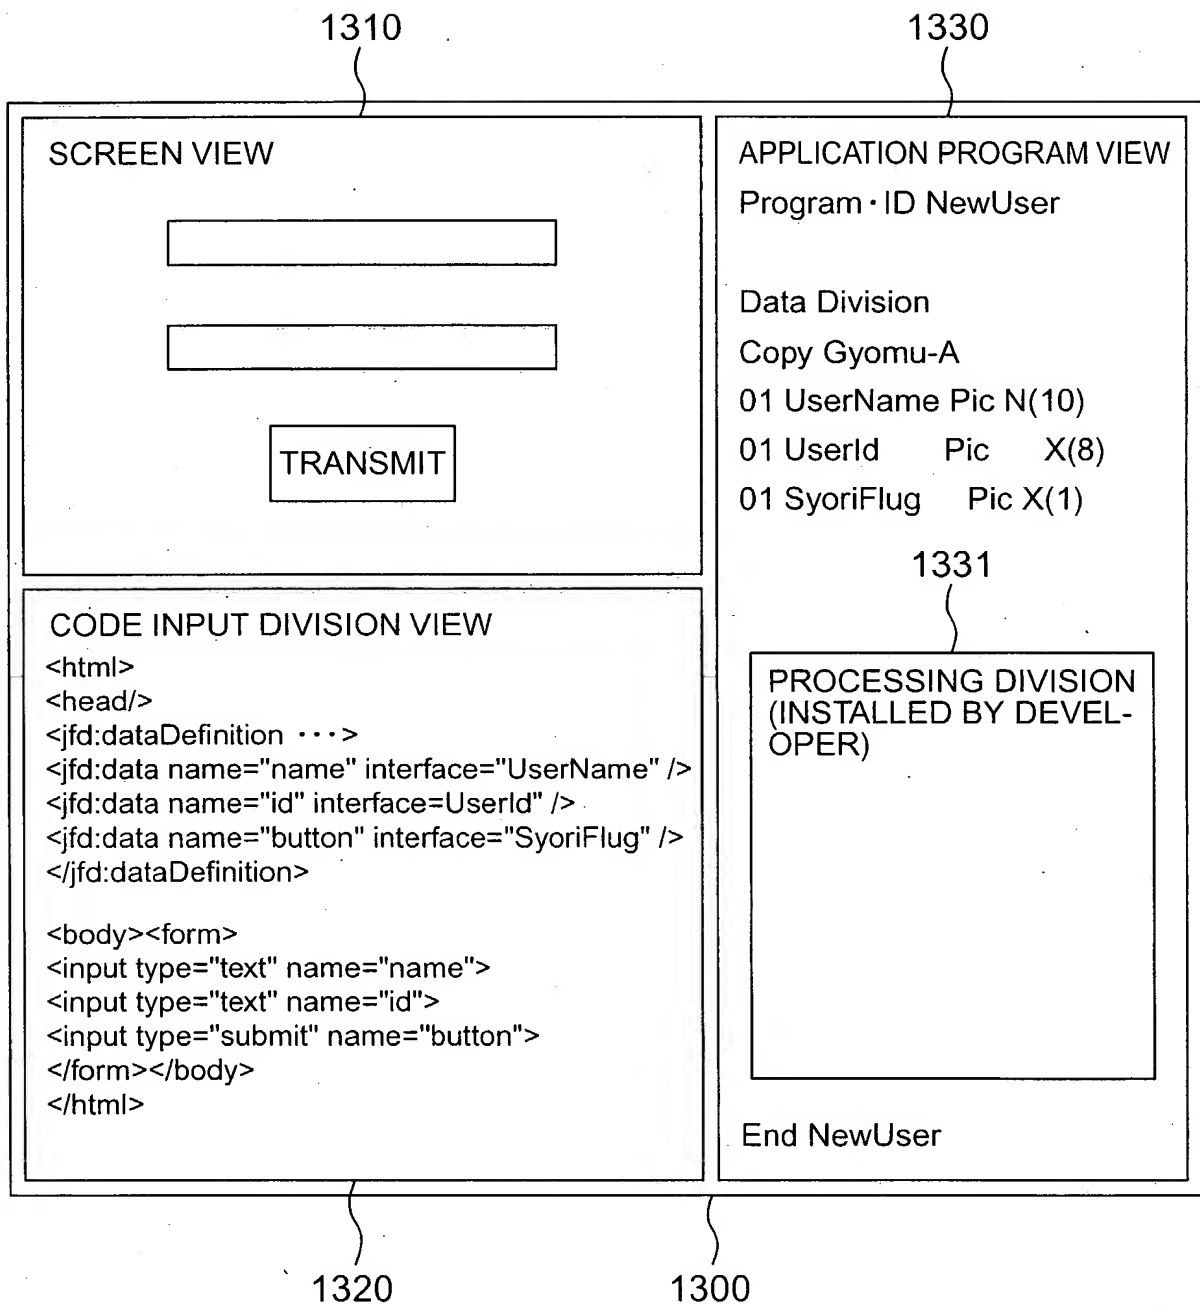 1310
1330
SCREEN VIEW
TRANSMIT
CODE INPUT DIVISION VIEW
<html>
<head/>
<jfd:dataDefinition ···>
<jfd:data name="name" interface="UserName" />
<jfd:data name="id" interface=UserId" />
<jfd:data name="button" interface="SyoriFlug" />
</jfd:dataDefinition>
<body><form>
<input type="text" name="name">
<input type="text" name="id">
<input type="submit" name="button">
</form></body>
</html>
APPLICATION PROGRAM VIEW
Program・ID NewUser
Data Division
Copy Gyomu-A
01 UserName Pic N(10)
01 UserId Pic X(8)
01 SyoriFlug Pic X(1)
1331
PROCESSING DIVISION
(INSTALLED BY DEVEL-
OPER)
End NewUser
1320
1300